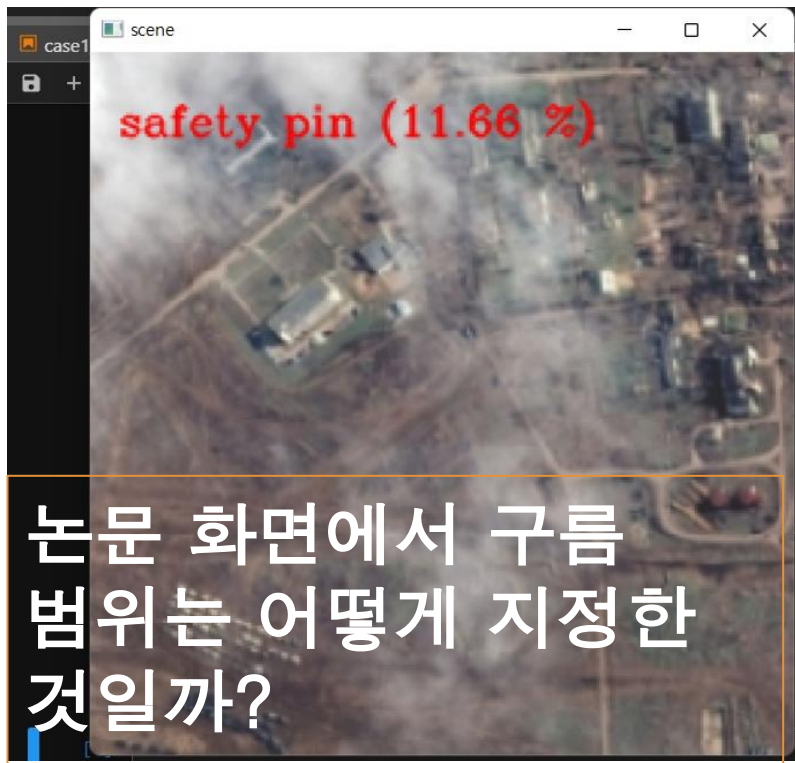 scene
case1
safety pin (11.66 %)
논문 화면에서 구름
범위는 어떻게 지정한
것일까?